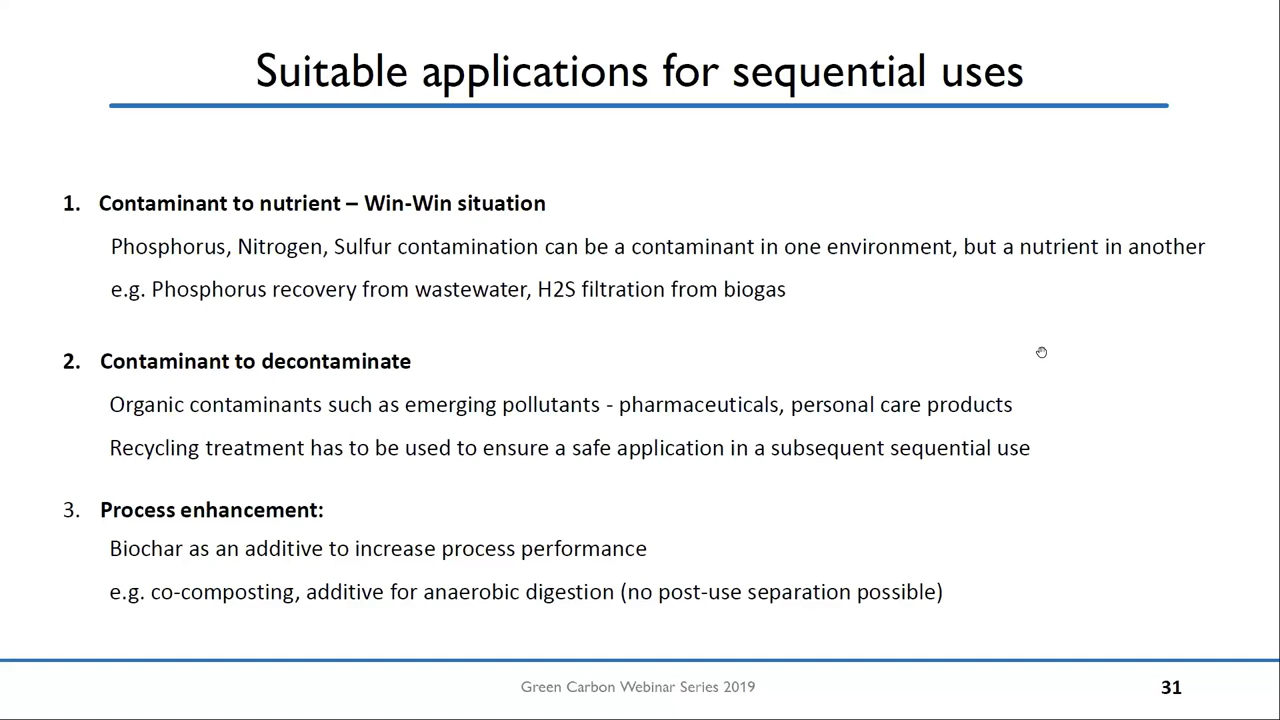 Suitable applications for sequential uses
1. Contaminant to nutrient – Win-Win situation
Phosphorus, Nitrogen, Sulfur contamination can be a contaminant in one environment, but a nutrient in another
e.g. Phosphorus recovery from wastewater, H2S filtration from biogas
2. Contaminant to decontaminate
Organic contaminants such as emerging pollutants - pharmaceuticals, personal care products
Recycling treatment has to be used to ensure a safe application in a subsequent sequential use
3. Process enhancement:
Biochar as an additive to increase process performance
e.g. co-composting, additive for anaerobic digestion (no post-use separation possible)
Green Carbon Webinar Series 2019
31